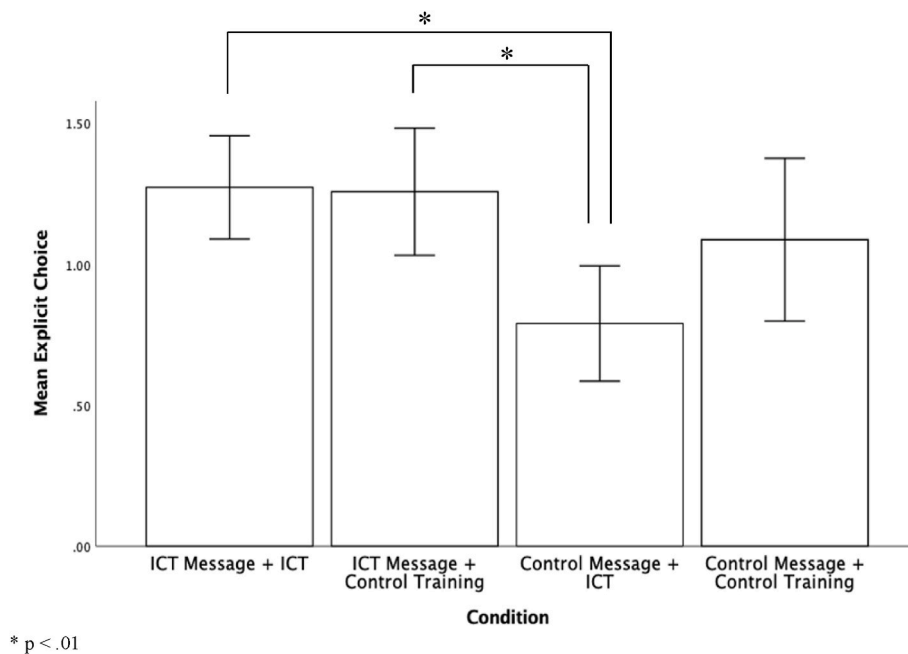 *
*
1.50
1.00
.50
.00
Mean Explicit Choice
ICT Message + ICT
ICT Message +
Control Training
Control Message +
ICT
Control Message +
Control Training
Condition
* p < .01